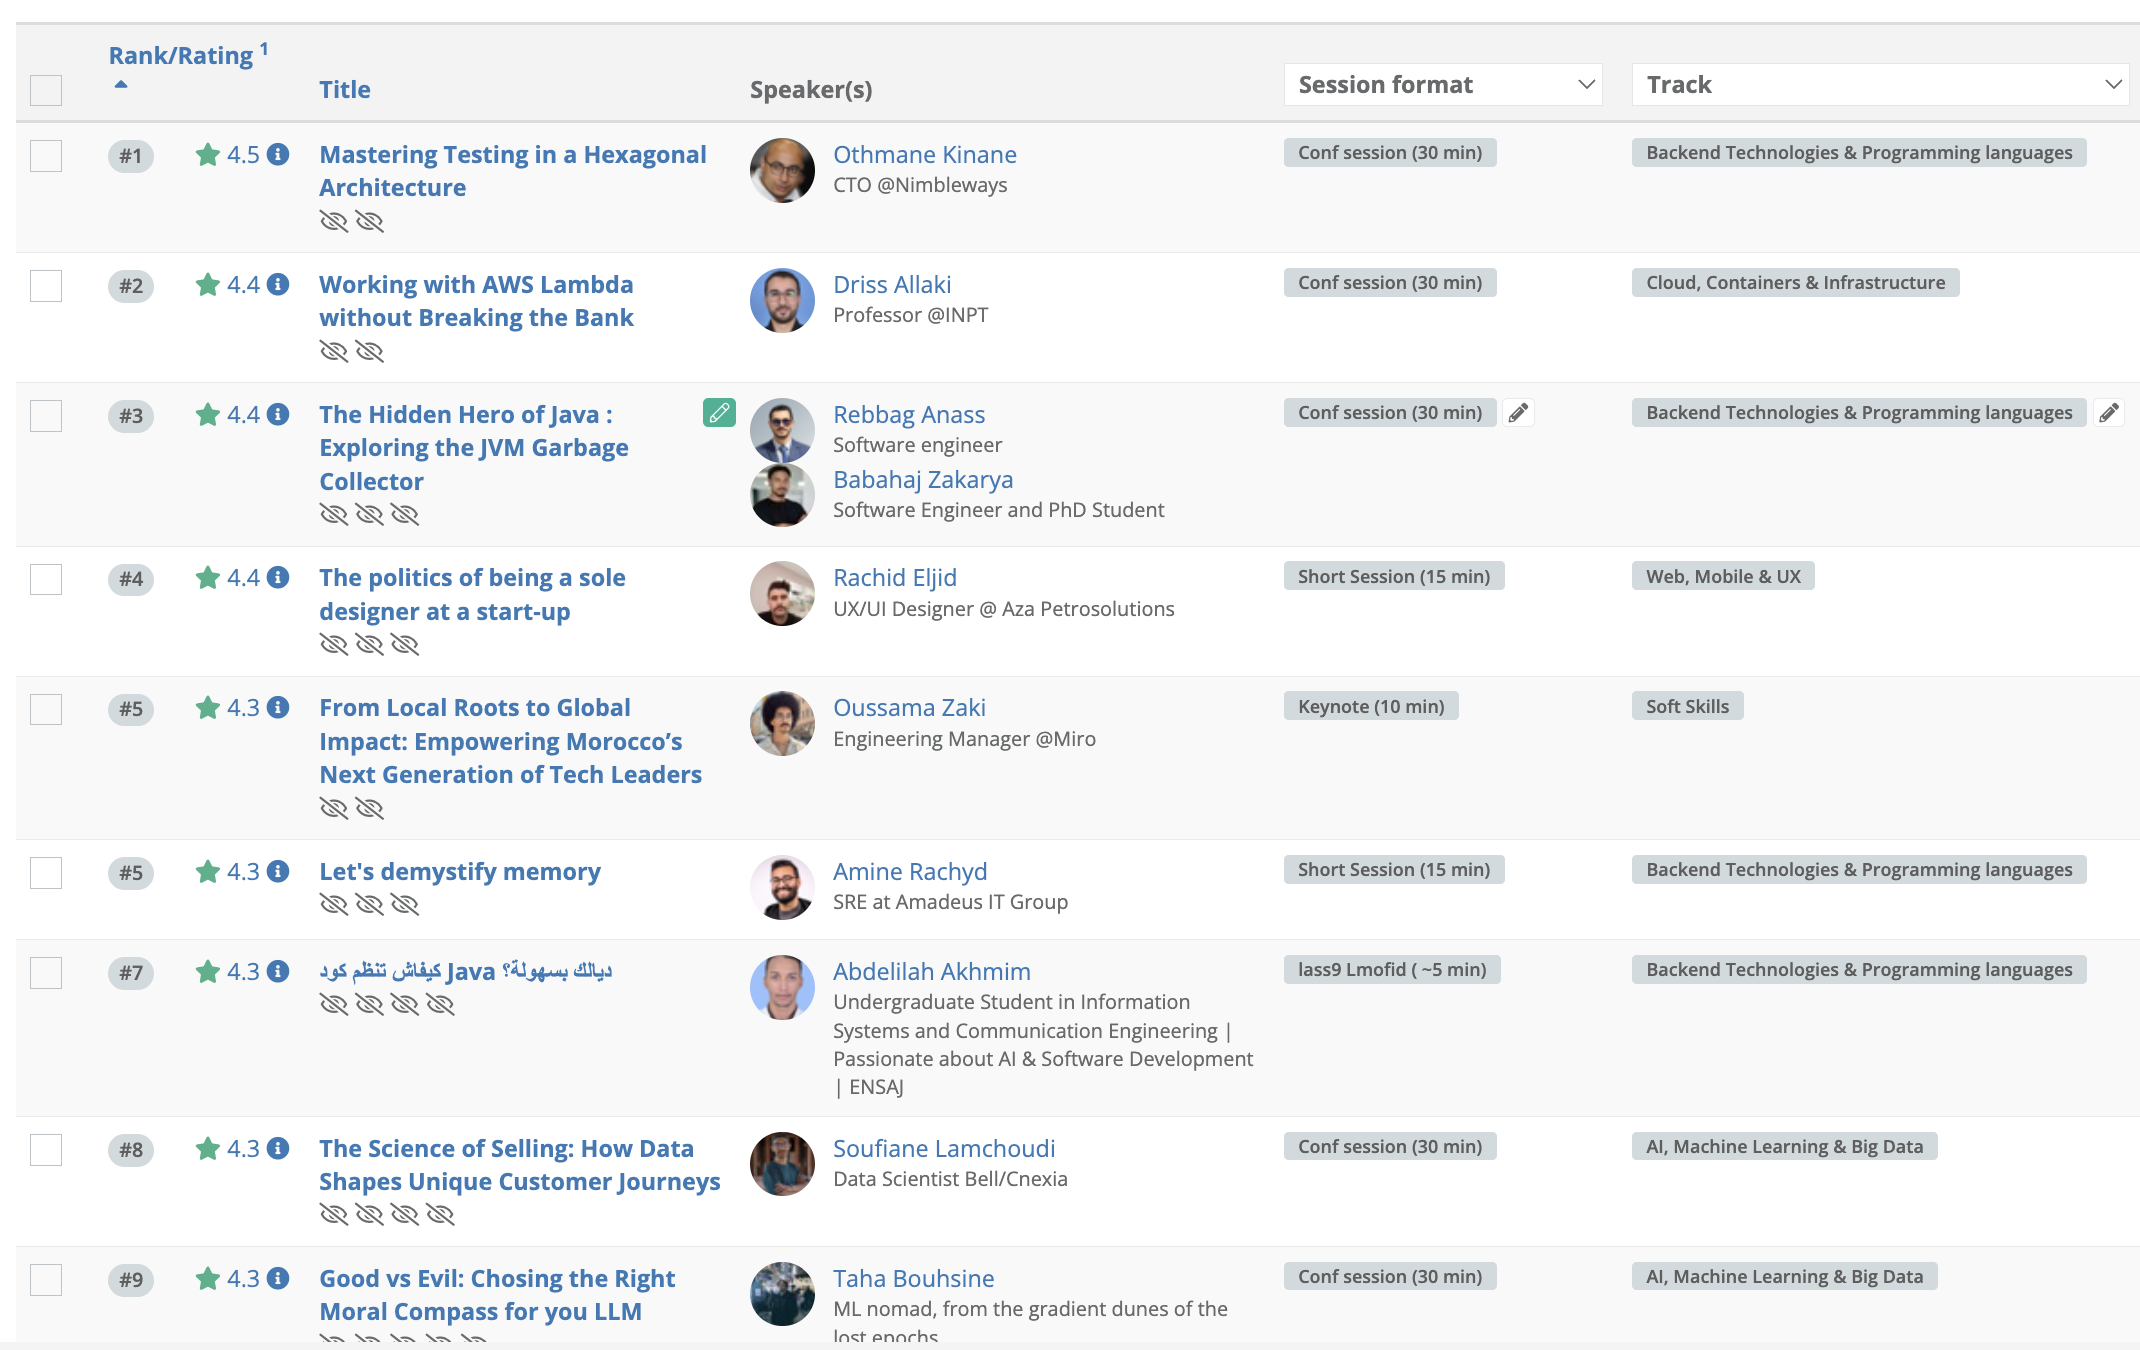 Rank/Rating 1
Title
Speaker(s)
Session format
Track
#1
4.5
Mastering Testing in a Hexagonal
Architecture
Othmane Kinane
CTO @Nimbleways
Conf session (30 min)
Backend Technologies & Programming languages
#2
4.4
Working with AWS Lambda
without Breaking the Bank
Driss Allaki
Professor @INPT
Conf session (30 min)
Cloud, Containers & Infrastructure
#3
4.4
The Hidden Hero of Java :
Exploring the JVM Garbage
Collector
Rebbag Anass
Software engineer
Babahaj Zakarya
Software Engineer and PhD Student
Conf session (30 min)
Backend Technologies & Programming languages
#4
4.4
The politics of being a sole
designer at a start-up
Rachid Eljid
UX/UI Designer @ Aza Petrosolutions
Short Session (15 min)
Web, Mobile & UX
#5
4.3
From Local Roots to Global
Impact: Empowering Morocco’s
Next Generation of Tech Leaders
Oussama Zaki
Engineering Manager @Miro
Keynote (10 min)
Soft Skills
#5
4.3
Let's demystify memory
Amine Rachyd
SRE at Amadeus IT Group
Short Session (15 min)
Backend Technologies & Programming languages
#7
4.3
كيفاش تنظم كود Java ديالك بسهولة؟
Abdelilah Akhmim
Undergraduate Student in Information
Systems and Communication Engineering |
Passionate about AI & Software Development
| ENSAJ
lass9 Lmofid ( ~5 min)
Backend Technologies & Programming languages
#8
4.3
The Science of Selling: How Data
Shapes Unique Customer Journeys
Soufiane Lamchoudi
Data Scientist Bell/Cnexia
Conf session (30 min)
AI, Machine Learning & Big Data
#9
4.3
Good vs Evil: Chosing the Right
Moral Compass for you LLM
Taha Bouhsine
ML nomad, from the gradient dunes of the
lost epochs
Conf session (30 min)
AI, Machine Learning & Big Data